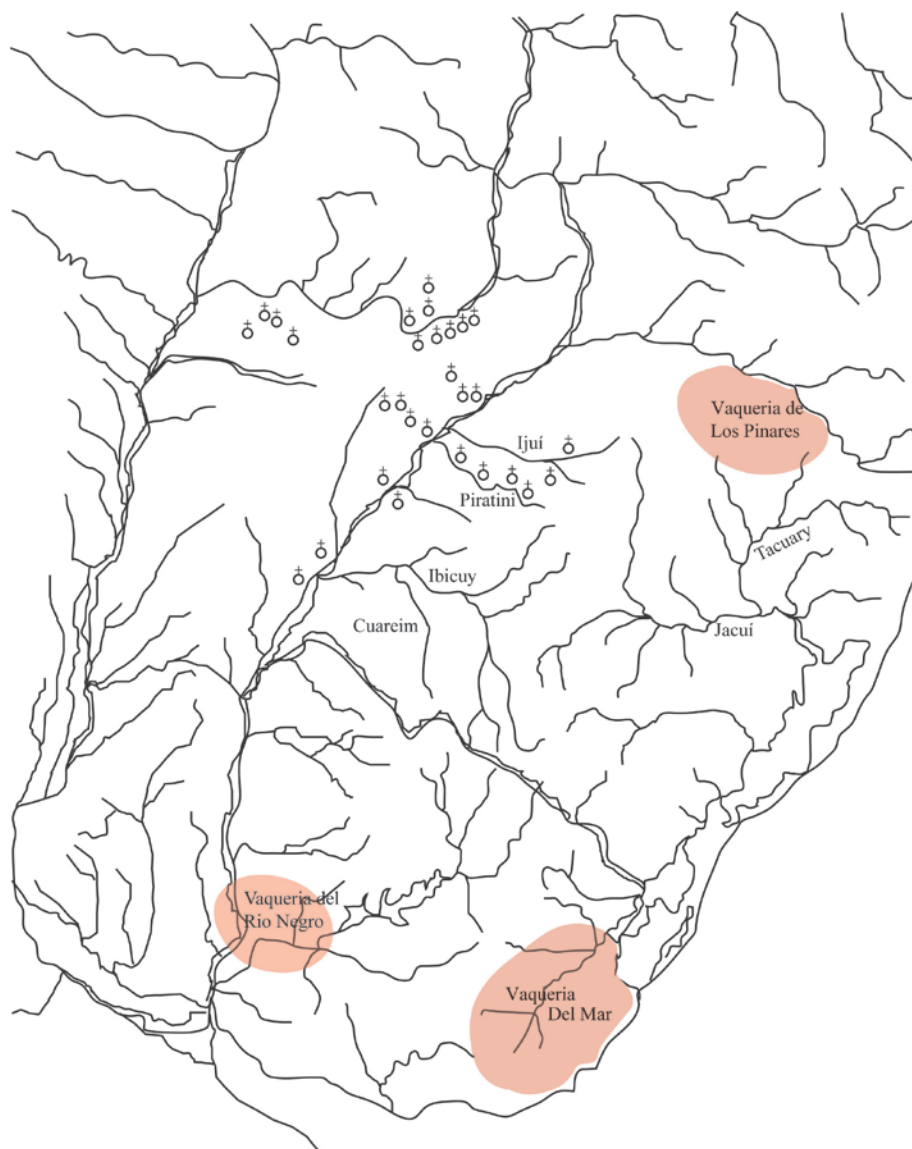 Vaqueria de
Los Pinares
Ijuí
Piratini
Tacuary
Ibicuy
Cuareim
Jacuí
Vaqueria del
Rio Negro
Vaqueria
Del Mar